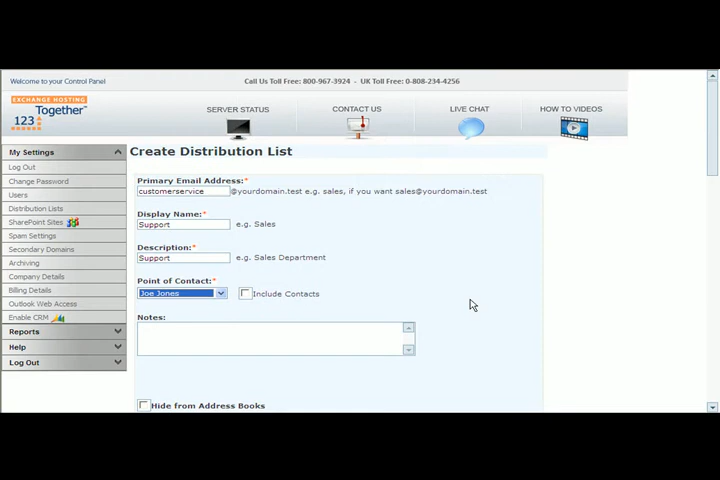 Welcome to your Control Panel
Call Us Toll Free: 800-967-3924 - UK Toll Free: 0-808-234-4256
EXCHANGE HOSTING
Together™
123
SERVER STATUS
CONTACT US
LIVE CHAT
HOW TO VIDEOS
My Settings
Log Out
Change Password
Users
Distribution Lists
SharePoint Sites
Spam Settings
Secondary Domains
Archiving
Company Details
Billing Details
Outlook Web Access
Enable CRM
Reports
Help
Log Out
Create Distribution List
Primary Email Address:*
customerservice @yourdomain.test e.g. sales, if you want sales@yourdomain.test
Display Name:*
Support e.g. Sales
Description:*
Support e.g. Sales Department
Point of Contact:*
Joe Jones Include Contacts
Notes:
Hide from Address Books